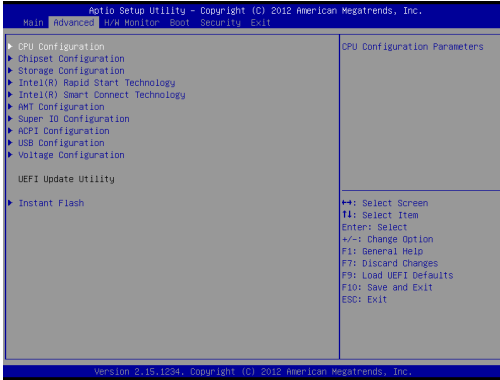 Aptio Setup Utility – Copyright (C) 2012 American Megatrends, Inc.
Main Advanced H/W Monitor Boot Security Exit
CPU Configuration
Chipset Configuration
Storage Configuration
Intel(R) Rapid Start Technology
Intel(R) Smart Connect Technology
AMT Configuration
Super IO Configuration
ACPI Configuration
USB Configuration
Voltage Configuration
UEFI Update Utility
Instant Flash
CPU Configuration Parameters
↔: Select Screen
↑↓: Select Item
Enter: Select
+/-: Change Option
F1: General Help
F7: Discard Changes
F9: Load UEFI Defaults
F10: Save and Exit
ESC: Exit
Version 2.15.1234. Copyright (C) 2012 American Megatrends, Inc.